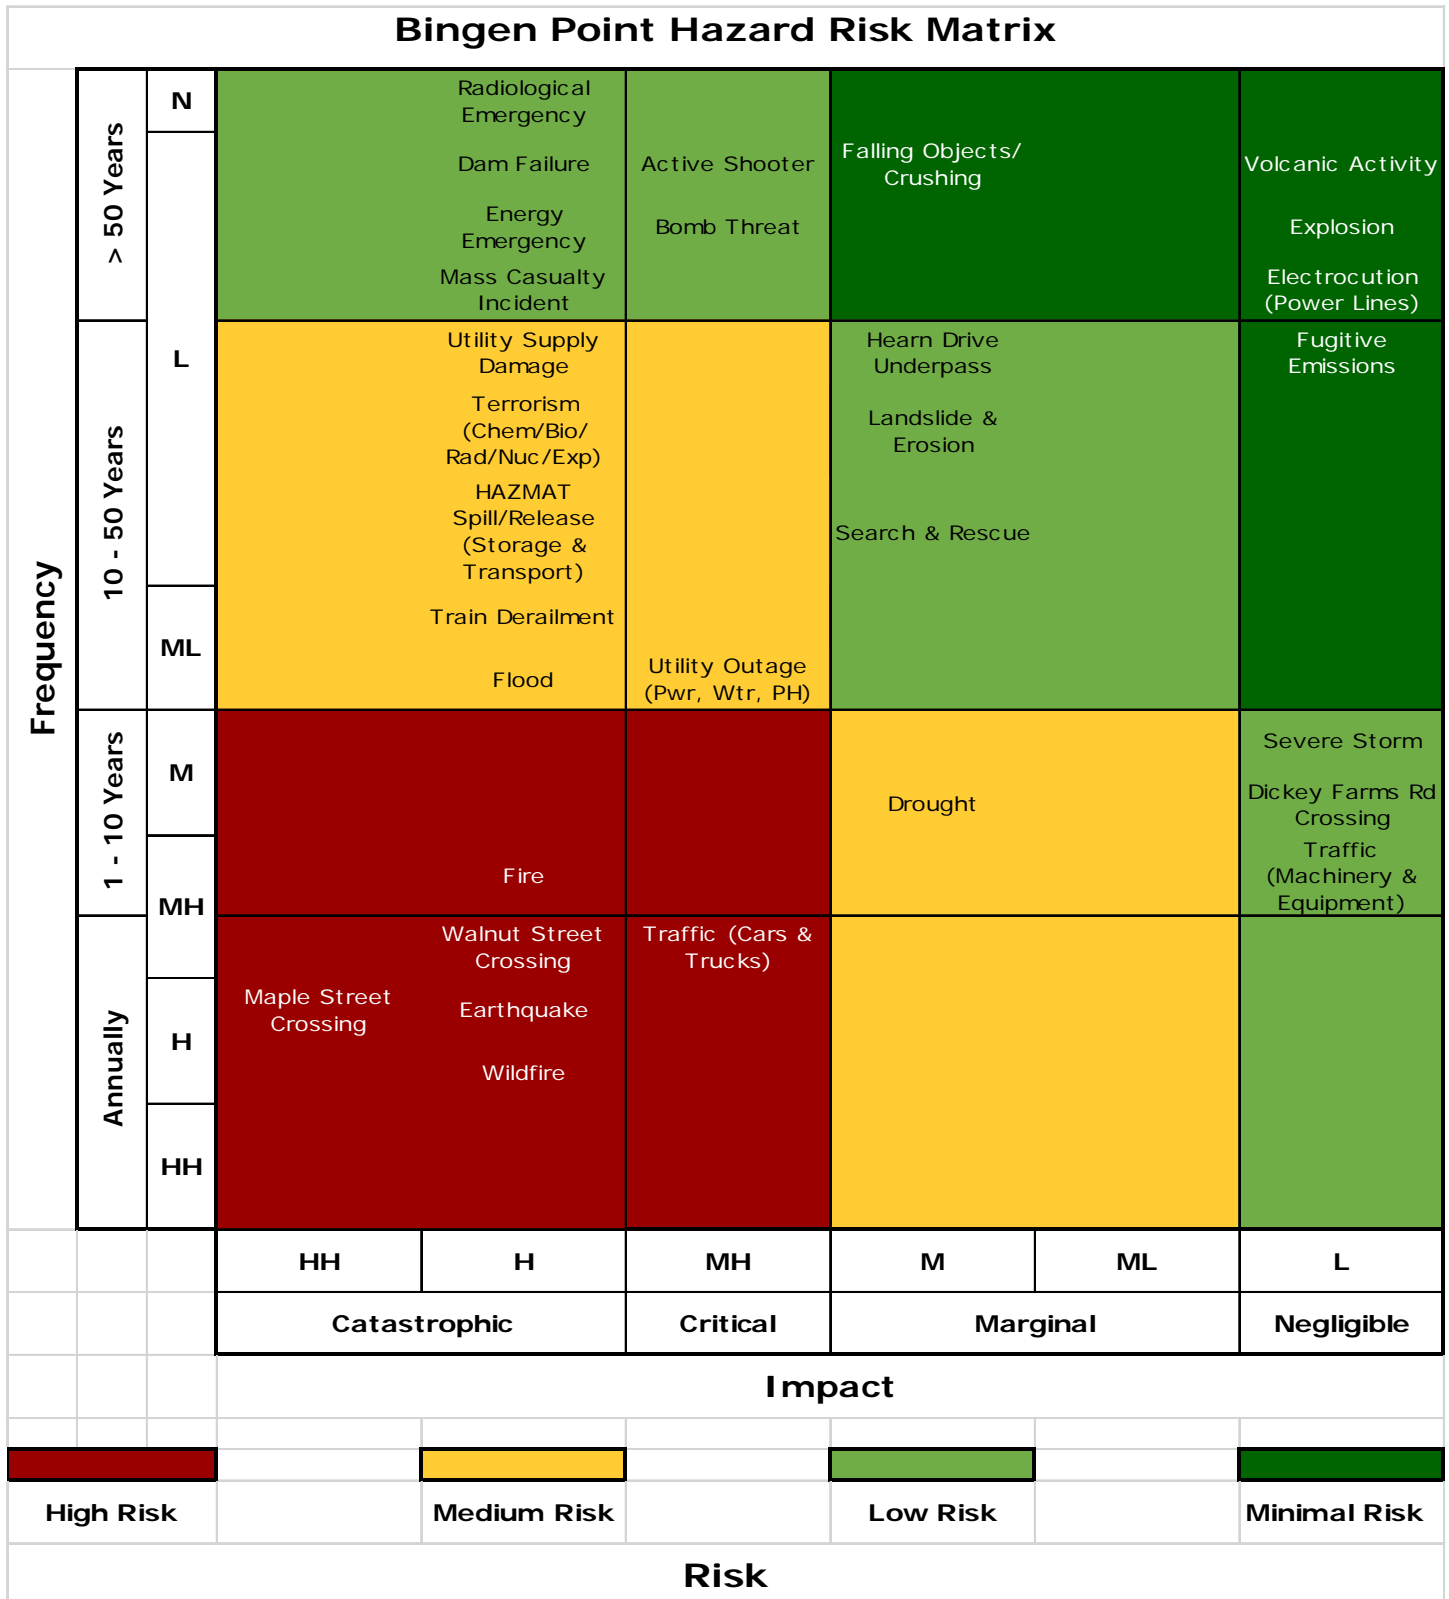 Bingen Point Hazard Risk Matrix
Frequency
> 50 Years
10 - 50 Years
1 - 10 Years
Annually
N
L
ML
M
MH
H
HH
Radiological
Emergency
Dam Failure
Energy
Emergency
Mass Casualty
Incident
Active Shooter
Bomb Threat
Falling Objects/
Crushing
Volcanic Activity
Explosion
Electrocution
(Power Lines)
Utility Supply
Damage
Terrorism
(Chem/Bio/
Rad/Nuc/Exp)
HAZMAT
Spill/Release
(Storage &
Transport)
Train Derailment
Flood
Utility Outage
(Pwr, Wtr, PH)
Hearn Drive
Underpass
Landslide &
Erosion
Search & Rescue
Fugitive
Emissions
Fire
Drought
Severe Storm
Dickey Farms Rd
Crossing
Traffic
(Machinery &
Equipment)
Maple Street
Crossing
Walnut Street
Crossing
Earthquake
Wildfire
Traffic (Cars &
Trucks)
HH
H
MH
M
ML
L
Catastrophic
Critical
Marginal
Negligible
Impact
High Risk
Medium Risk
Low Risk
Minimal Risk
Risk